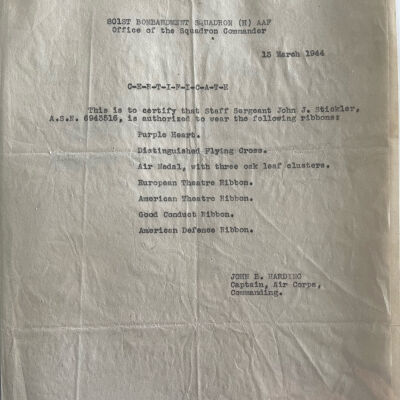 801ST BOMBARDMENT SQUADRON (H) AAF
Office of the Squadron Commander
13 March 1944
C-E-R-T-I-F-I-C-A-T-E
This is to certify that Staff Sergeant John J. Stickler,
A.S.N. 6943516, is authorized to wear the following ribbons:
Purple Heart.
Distinguished Flying Cross.
Air Medal, with three oak leaf clusters.
European Theatre Ribbon.
American Theatre Ribbon.
Good Conduct Ribbon.
American Defence Ribbon.
JOHN B. HARDING
Captain, Air Corps,
Commanding.